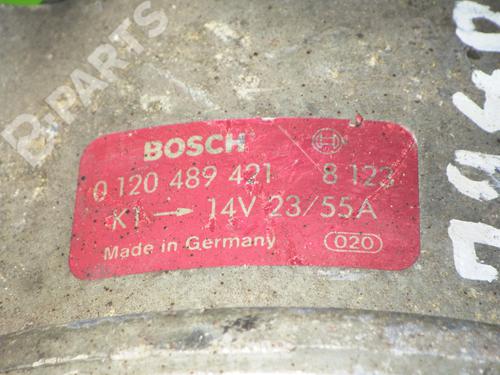 B-PARTS
BOSCH
0 120 489 421 8 123
K1 → 14V 23/55A
Made in Germany 020